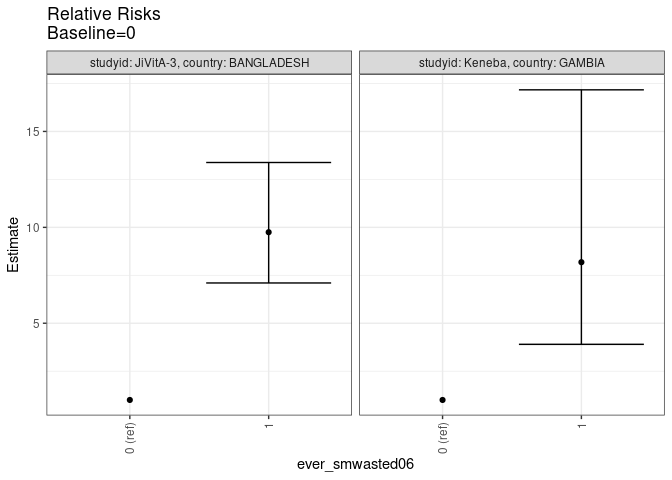 Relative Risks
Baseline=0
studyid: JiVitA-3, country: BANGLADESH
studyid: Keneba, country: GAMBIA
Estimate
15
10
5
0 (ref)
1
0 (ref)
1
ever_smwasted06